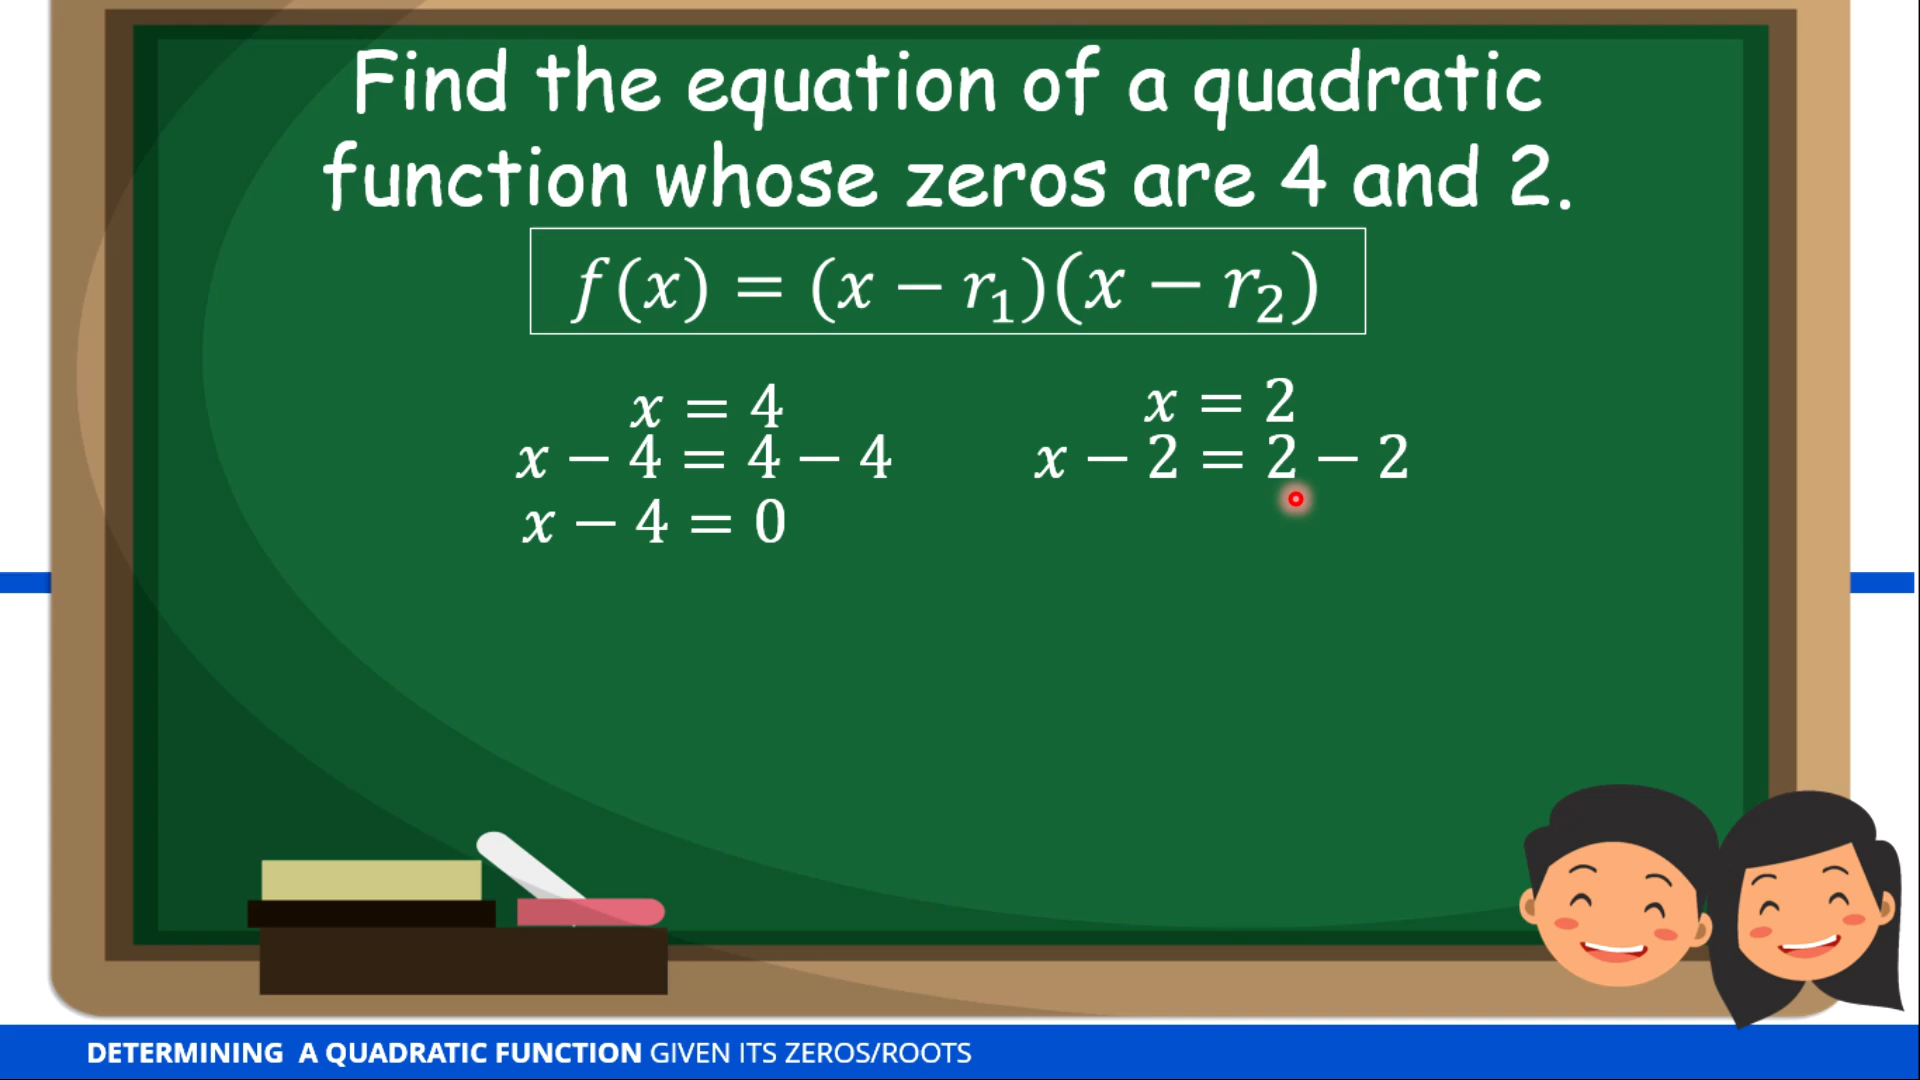 Find the equation of a quadratic
function whose zeros are 4 and 2.
f(x) = (x − r₁)(x − r₂)
x = 4
x − 4 = 4 − 4
x − 4 = 0
x = 2
x − 2 = 2 − 2
DETERMINING A QUADRATIC FUNCTION GIVEN ITS ZEROS/ROOTS